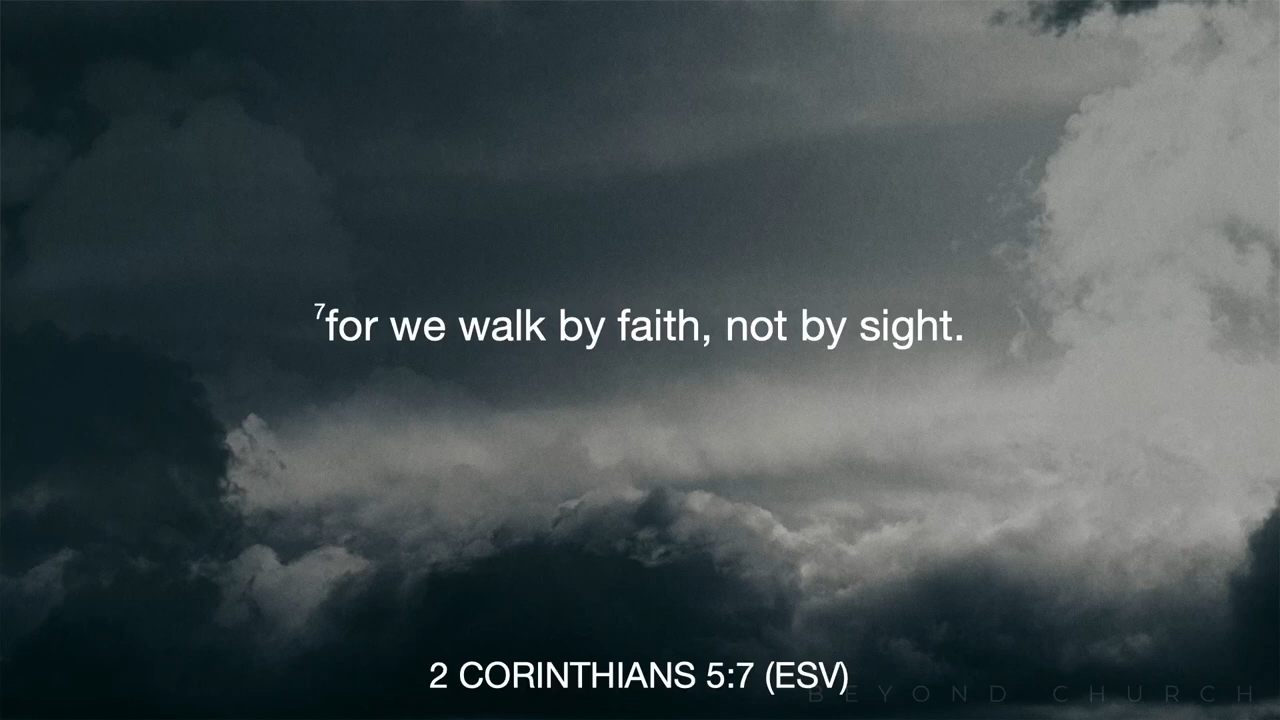 ⁷for we walk by faith, not by sight.
2 CORINTHIANS 5:7 (ESV)
BEYOND CHURCH